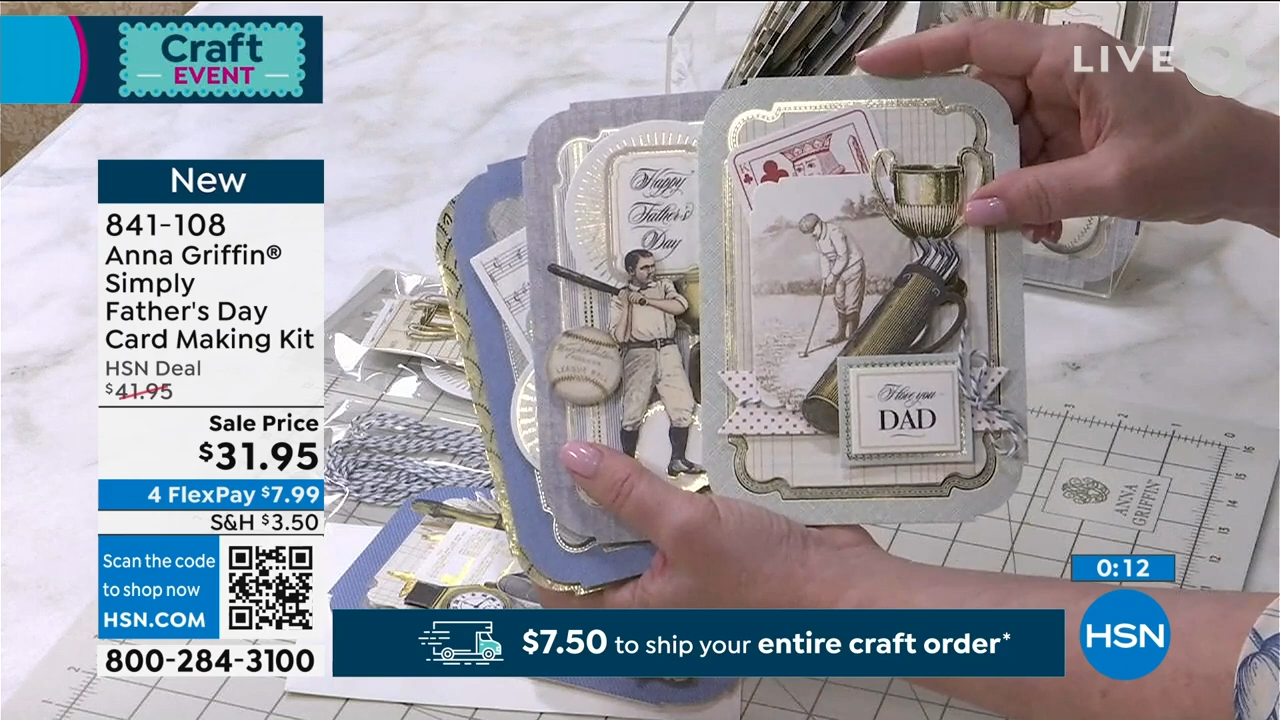 Craft
EVENT
LIVE
New
841-108
Anna Griffin®
Simply
Father's Day
Card Making Kit
HSN Deal
$41.95
Sale Price
$31.95
4 FlexPay $7.99
S&H $3.50
Scan the code
to shop now
HSN.COM
800-284-3100
Happy
Father's
Day
K
LEAGUE
I love you
DAD
ANNA
GRIFFIN
0:12
$7.50 to ship your entire craft order*
HSN